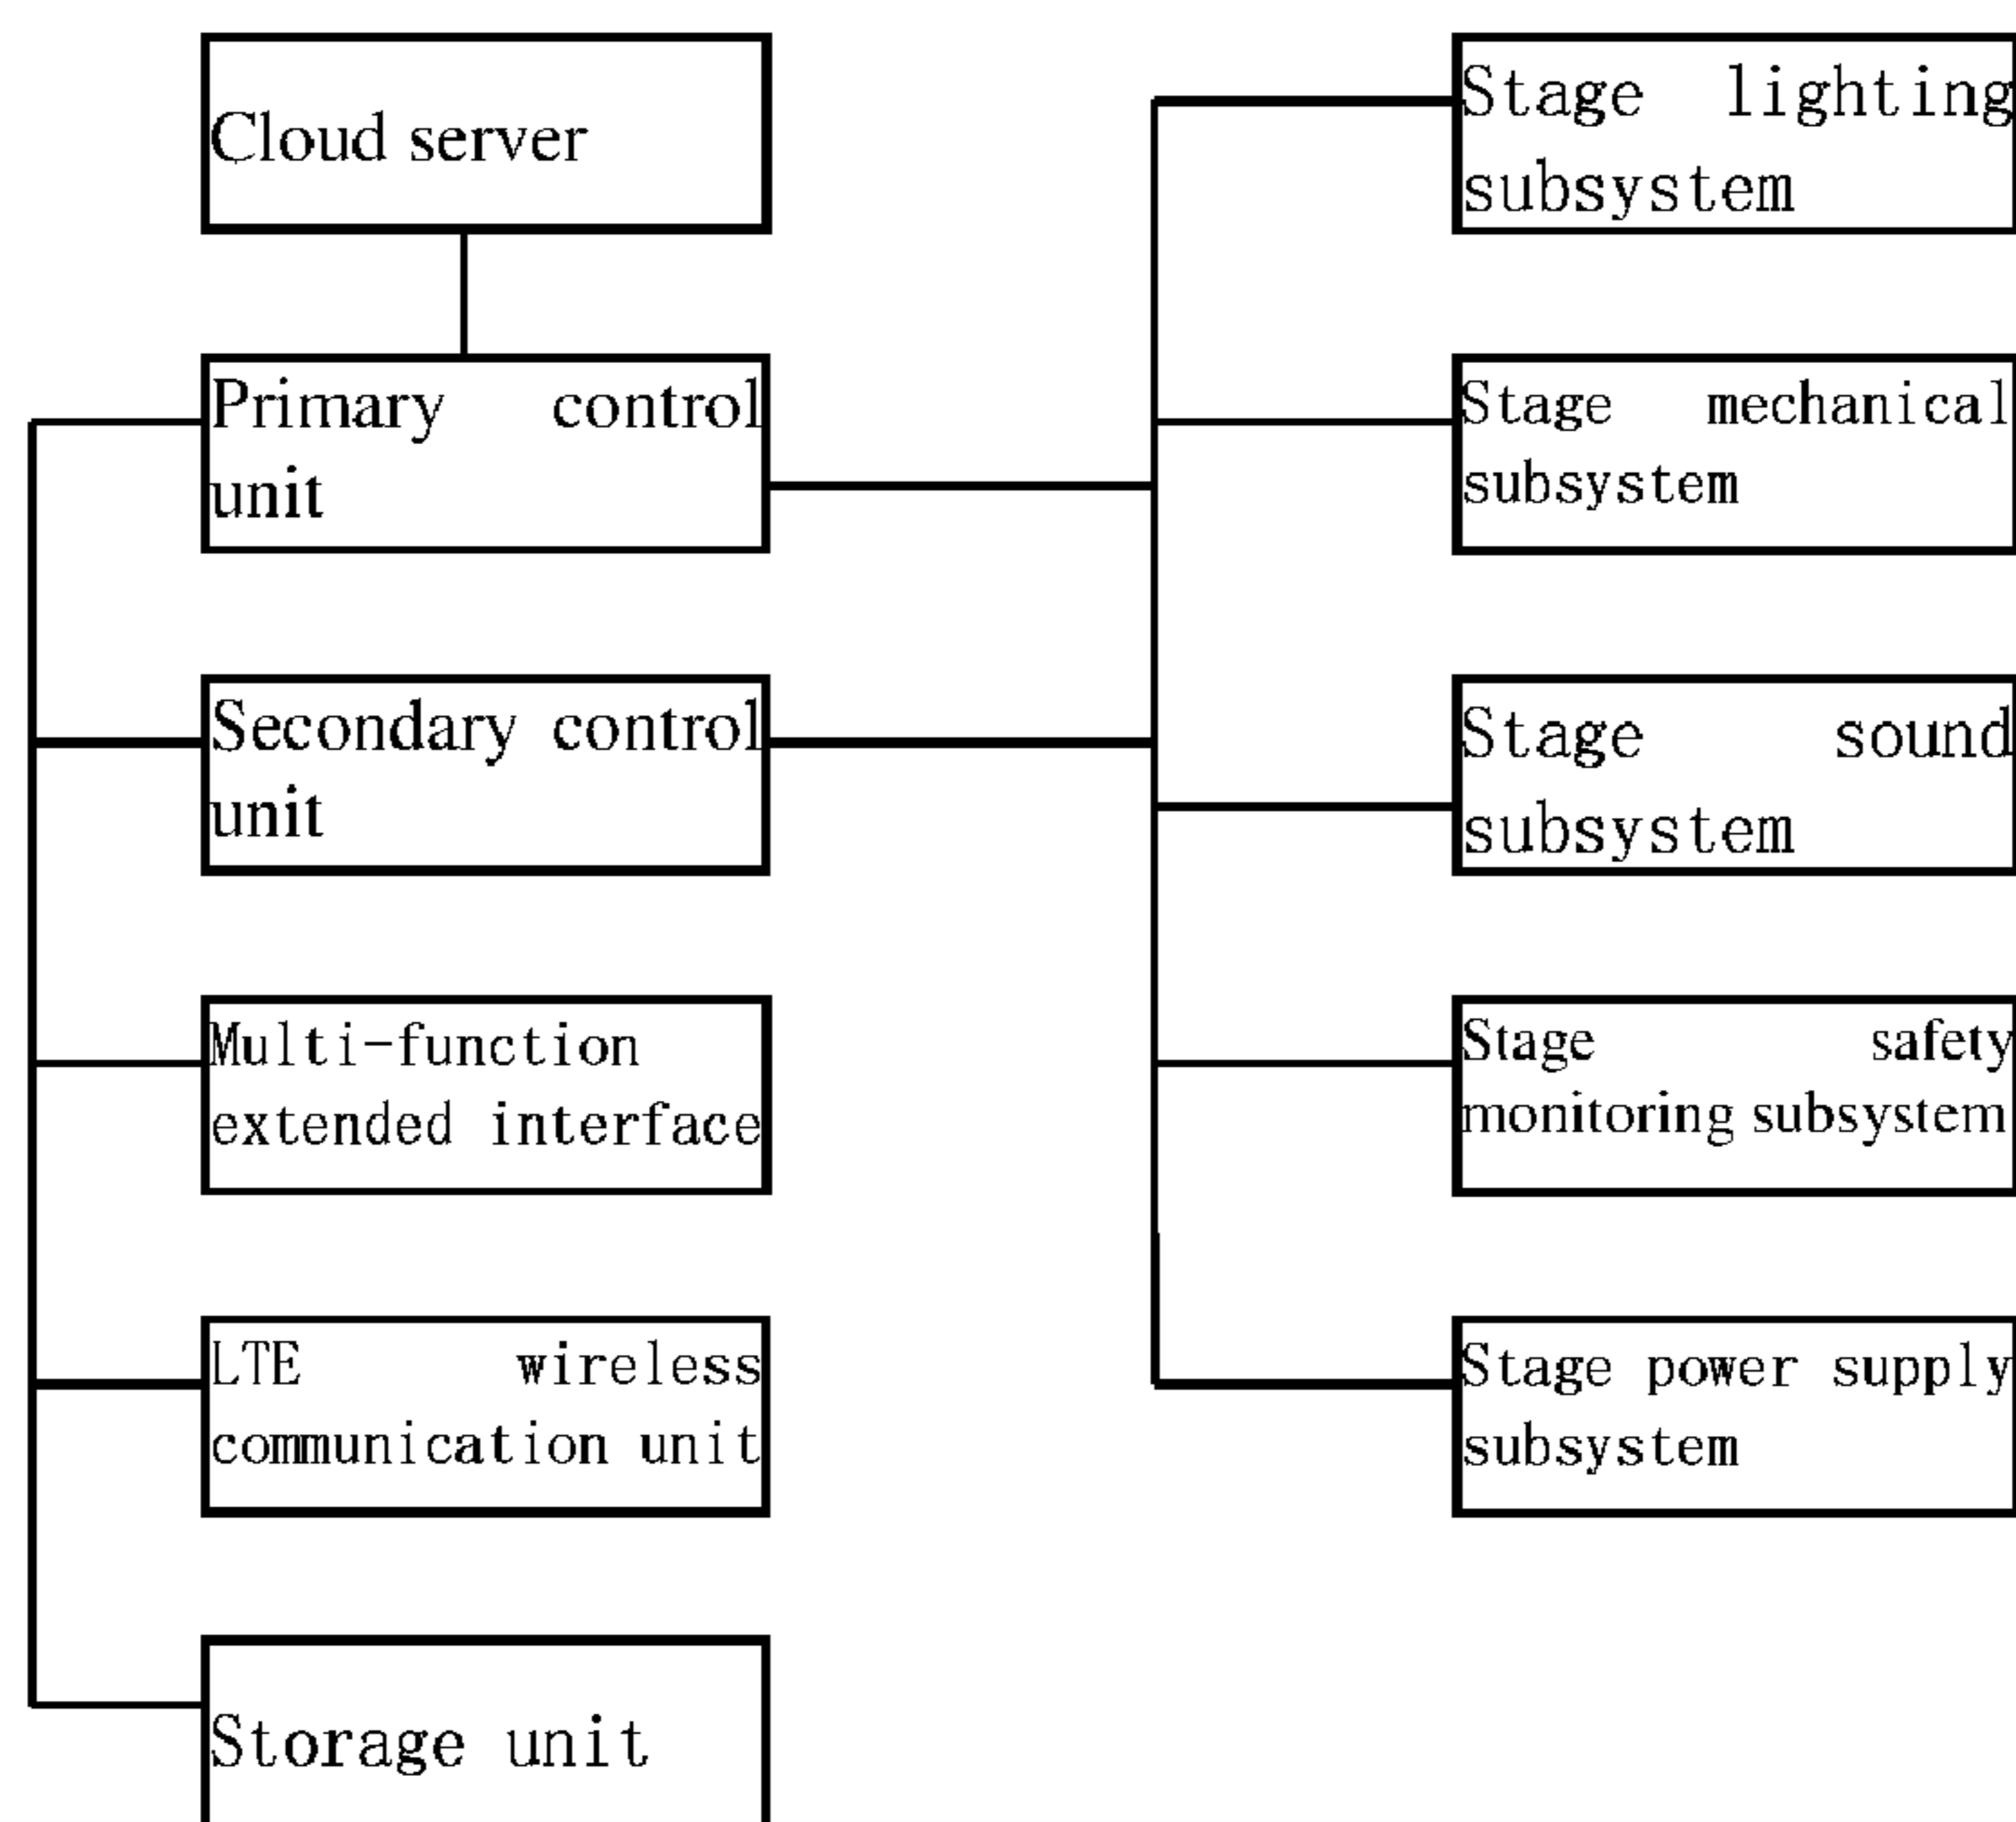 Cloud server
Primary control
unit
Secondary control
unit
Multi-function
extended interface
LTE wireless
communication unit
Storage unit
Stage lighting
subsystem
Stage mechanical
subsystem
Stage sound
subsystem
Stage safety
monitoring subsystem
Stage power supply
subsystem